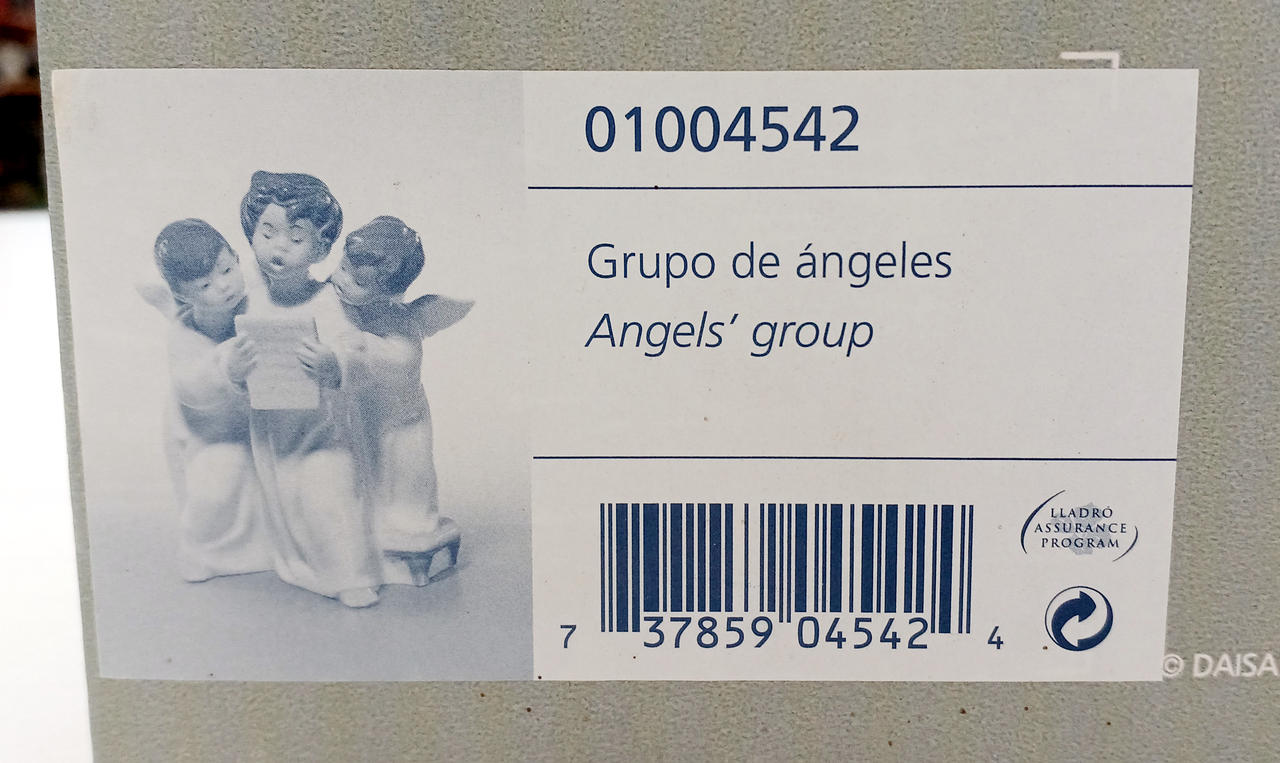 01004542
Grupo de ángeles
Angels’ group
7 37859 04542 4
LLADRÓ
ASSURANCE
PROGRAM
© DAISA